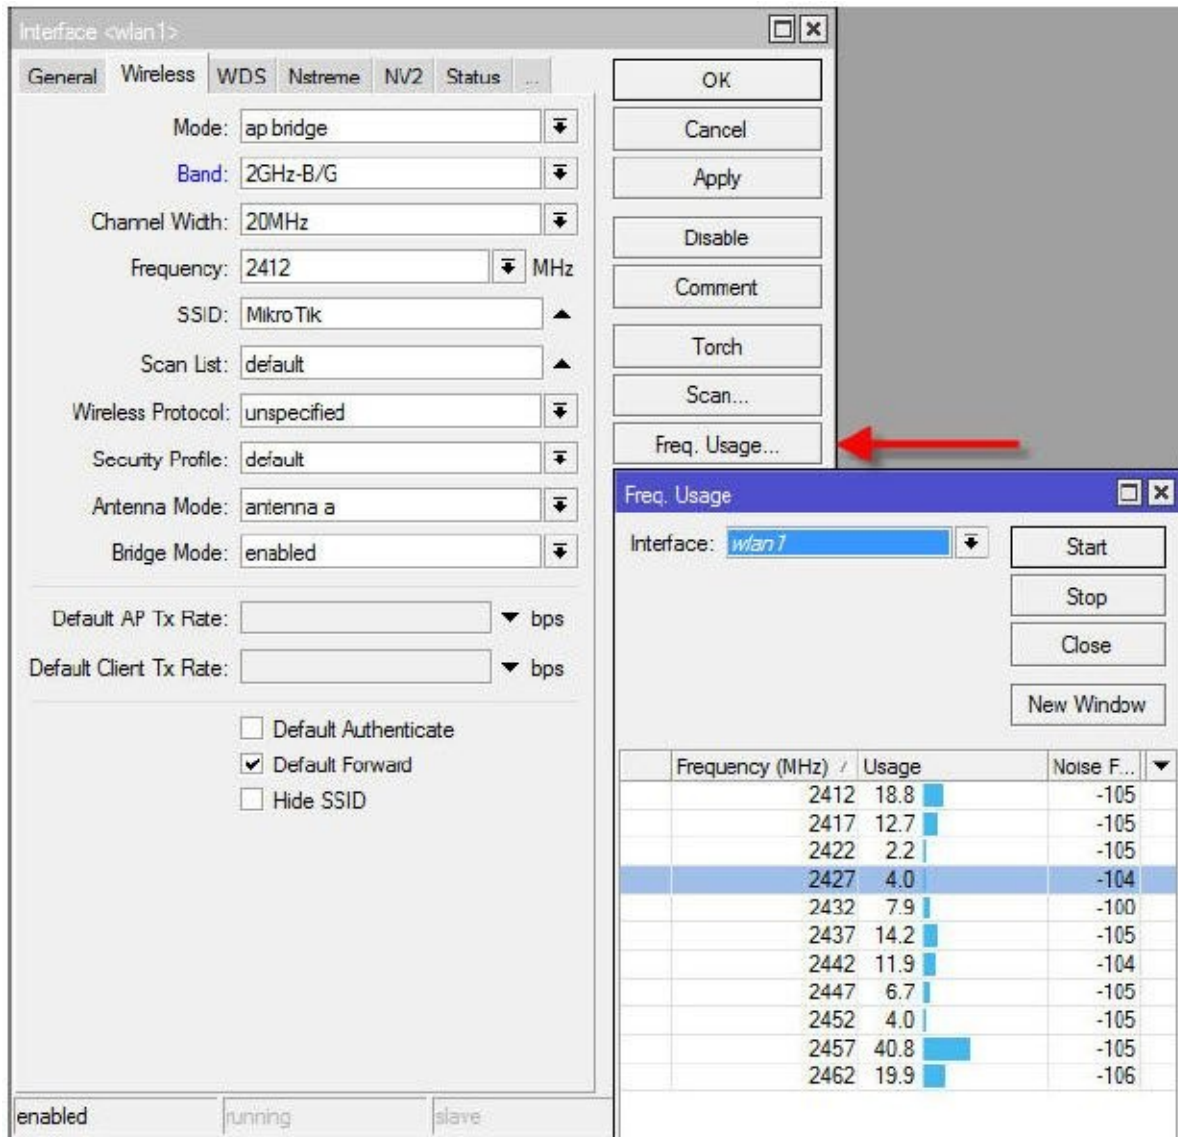 Interface <wlan1>
General Wireless WDS Nstreme NV2 Status ...
Mode: ap bridge
Band: 2GHz-B/G
Channel Width: 20MHz
Frequency: 2412 MHz
SSID: MikroTik
Scan List: default
Wireless Protocol: unspecified
Security Profile: default
Antenna Mode: antenna a
Bridge Mode: enabled
Default AP Tx Rate: bps
Default Client Tx Rate: bps
Default Authenticate
Default Forward
Hide SSID
enabled running slave
OK
Cancel
Apply
Disable
Comment
Torch
Scan...
Freq. Usage...
Freq. Usage
Interface: wlan1
Start
Stop
Close
New Window
Frequency (MHz) Usage Noise F...
2412 18.8 -105
2417 12.7 -105
2422 2.2 -105
2427 4.0 -104
2432 7.9 -100
2437 14.2 -105
2442 11.9 -104
2447 6.7 -105
2452 4.0 -105
2457 40.8 -105
2462 19.9 -106